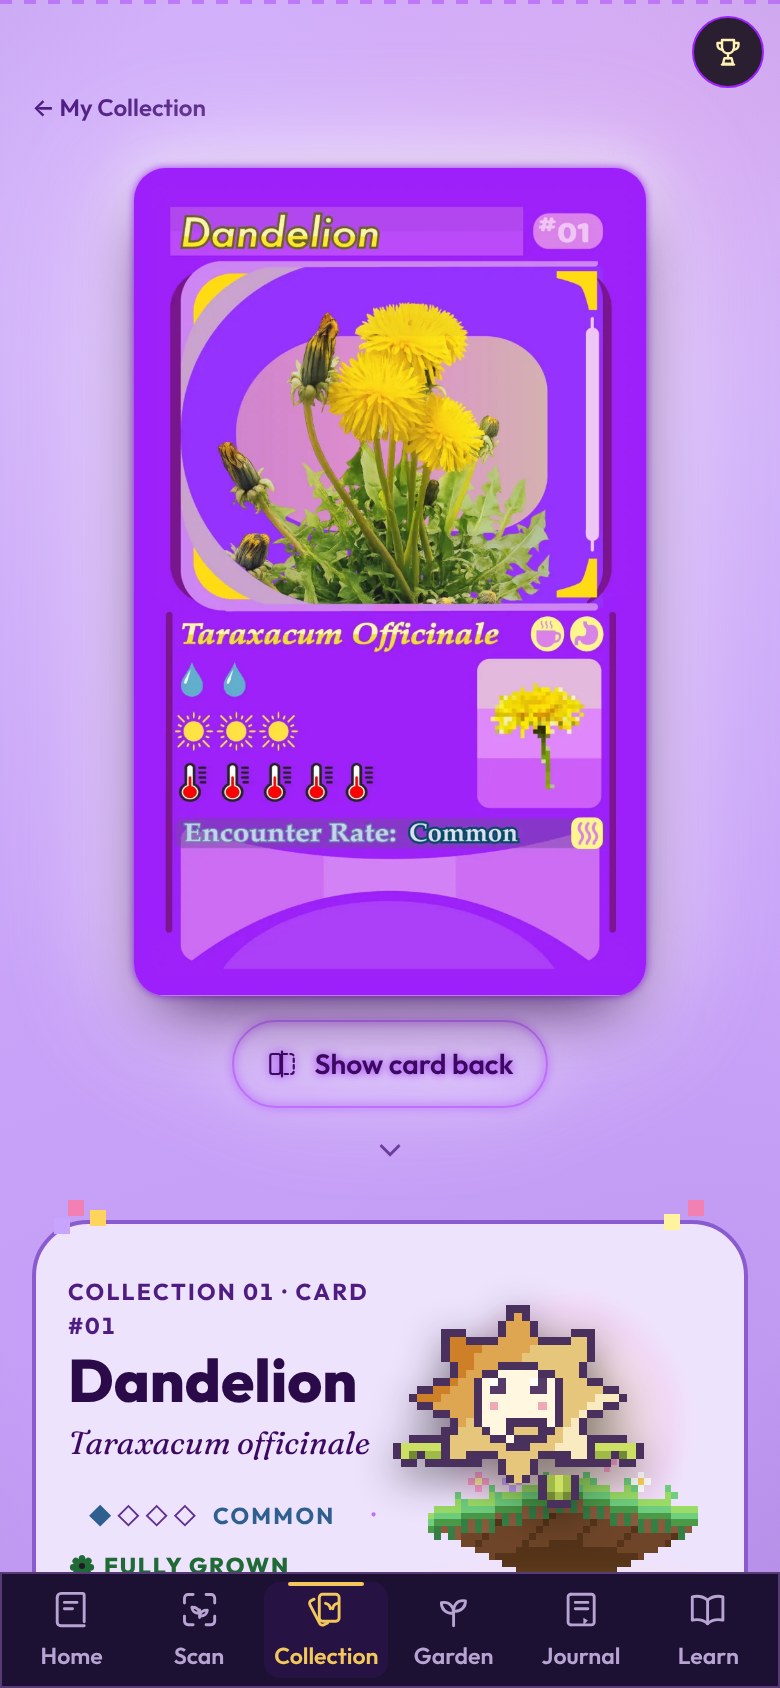 ← My Collection
Dandelion
#01
Taraxacum Officinale
Encounter Rate: Common
Show card back
COLLECTION 01 · CARD
#01
Dandelion
Taraxacum officinale
COMMON
FULLY GROWN
Home Scan Collection Garden Journal Learn